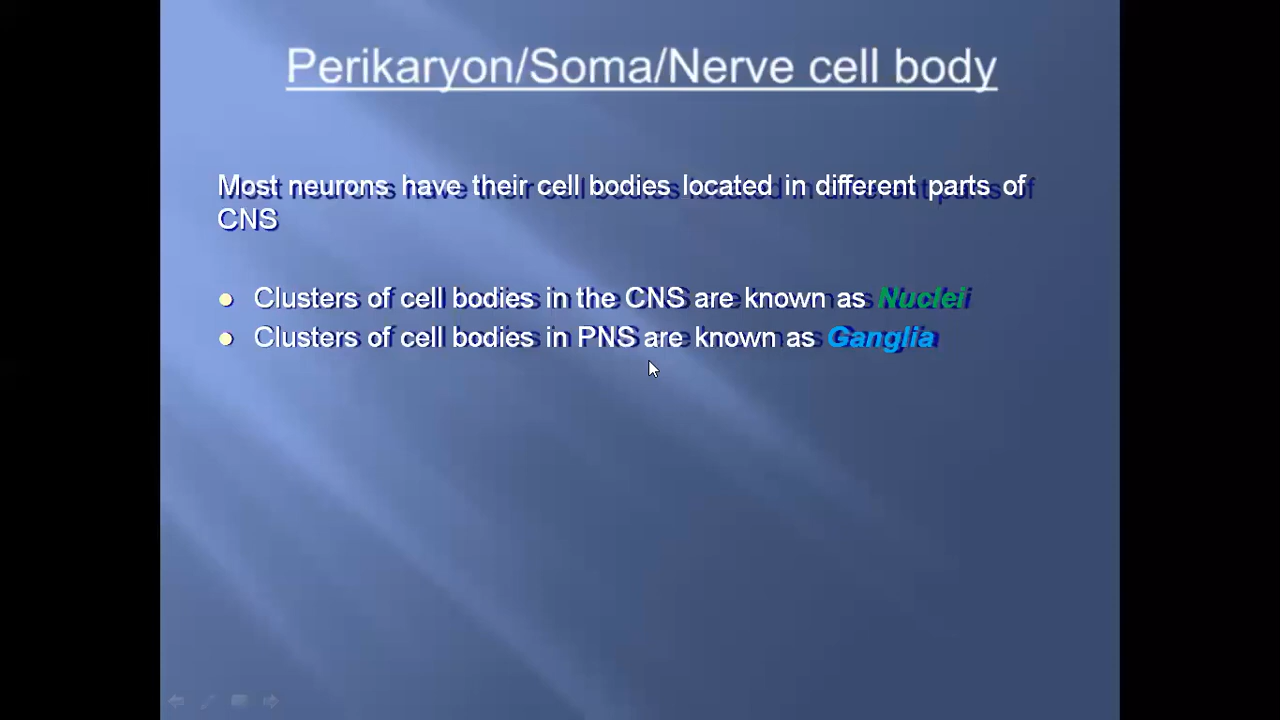 Perikaryon/Soma/Nerve cell body
Most neurons have their cell bodies located in different parts of
CNS
Clusters of cell bodies in the CNS are known as Nuclei
Clusters of cell bodies in PNS are known as Ganglia